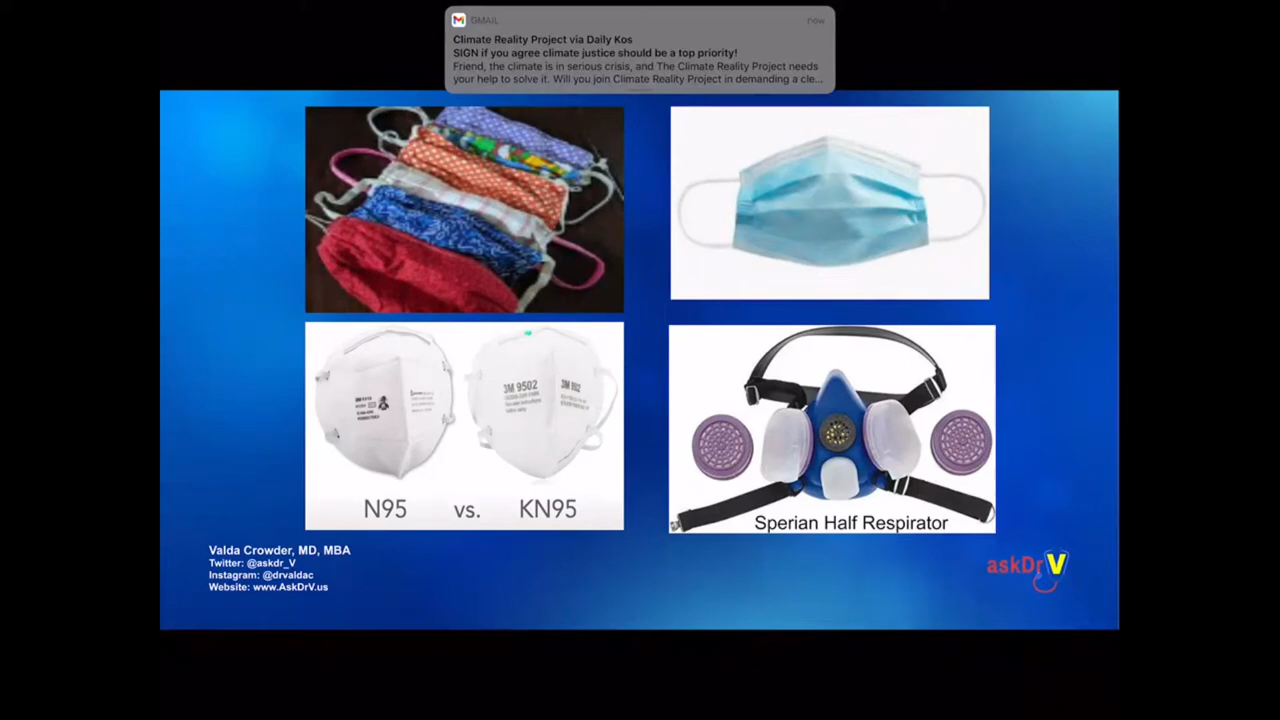 GMAIL
now
Climate Reality Project via Daily Kos
SIGN if you agree climate justice should be a top priority!
Friend, the climate is in serious crisis, and The Climate Reality Project needs
your help to solve it. Will you join Climate Reality Project in demanding a cle...
3M 9502
3M
N95 vs. KN95
Sperian Half Respirator
Valda Crowder, MD, MBA
Twitter: @askdr_V
Instagram: @drvaldac
Website: www.AskDrV.us
askDrV